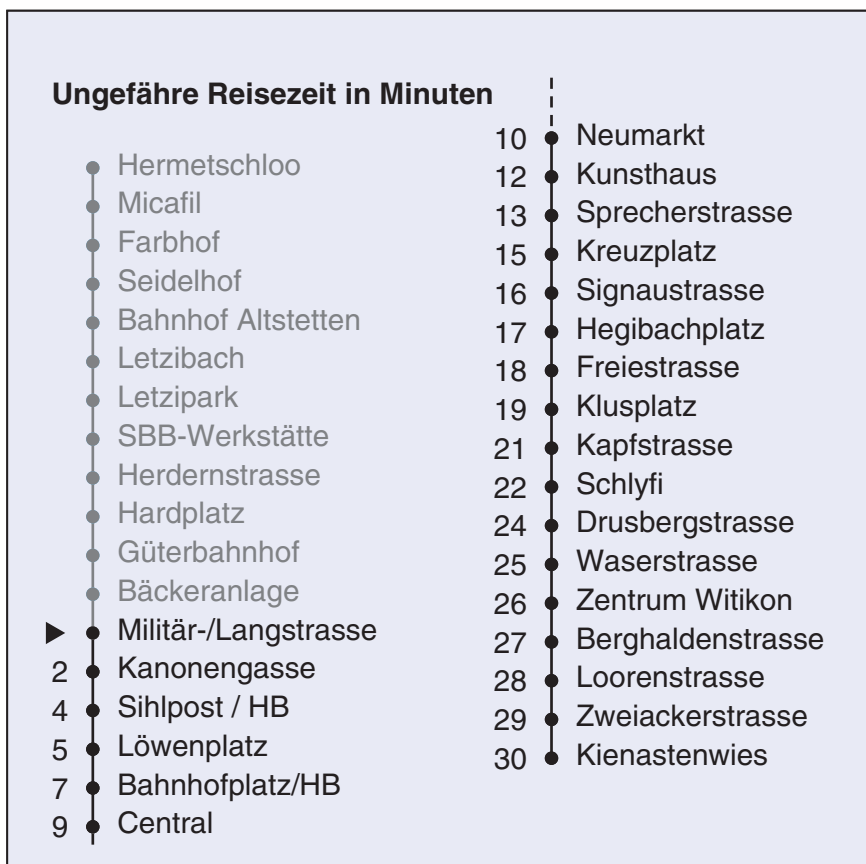 Ungefähre Reisezeit in Minuten
Hermetschloo
Micafil
Farbhof
Seidelhof
Bahnhof Altstetten
Letzibach
Letzipark
SBB-Werkstätte
Herdernstrasse
Hardplatz
Güterbahnhof
Bäckeranlage
Militär-/Langstrasse
2 Kanonengasse
4 Sihlpost / HB
5 Löwenplatz
7 Bahnhofplatz/HB
9 Central
10 Neumarkt
12 Kunsthaus
13 Sprecherstrasse
15 Kreuzplatz
16 Signaustrasse
17 Hegibachplatz
18 Freiestrasse
19 Klusplatz
21 Kapfstrasse
22 Schlyfi
24 Drusbergstrasse
25 Waserstrasse
26 Zentrum Witikon
27 Berghaldenstrasse
28 Loorenstrasse
29 Zweiackerstrasse
30 Kienastenwies